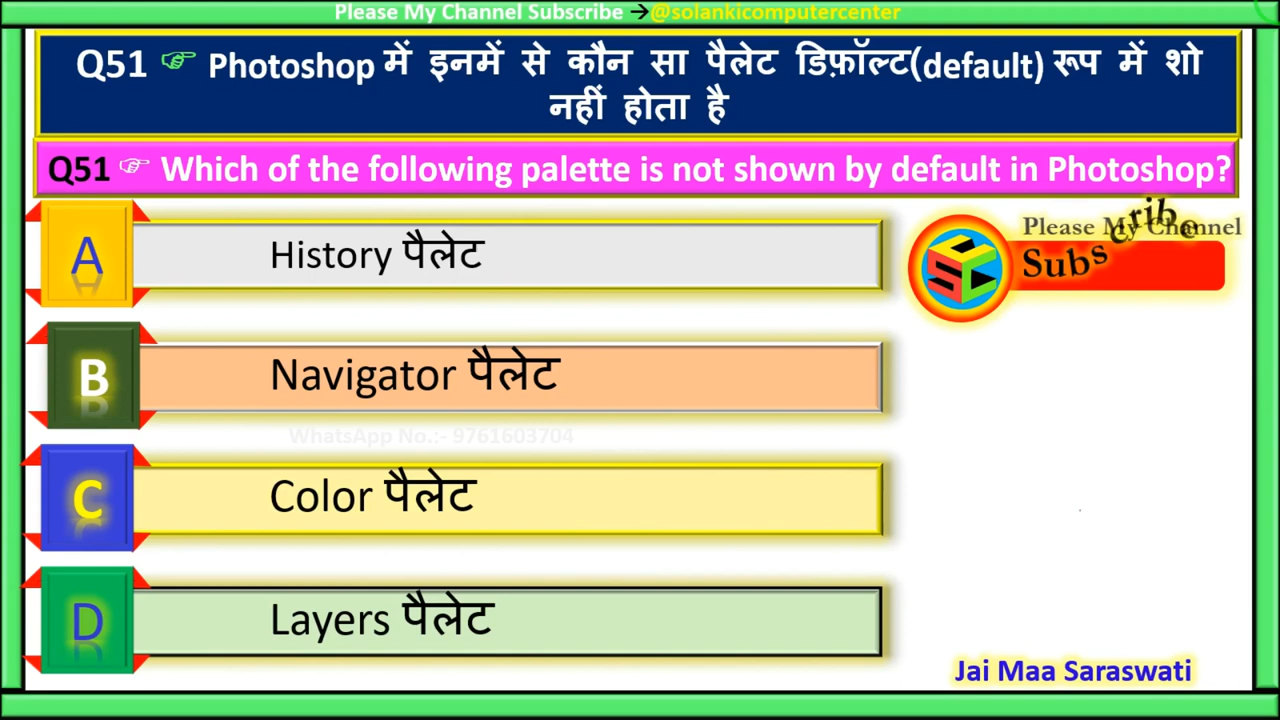 Please My Channel Subscribe →@solankicomputercenter
Q51 ☞ Photoshop में इनमें से कौन सा पैलेट डिफ़ॉल्ट(default) रूप में शो
नहीं होता है
Q51 ☞ Which of the following palette is not shown by default in Photoshop?
A History पैलेट
Please My Channel
Subscribe
B Navigator पैलेट
WhatsApp No.:- 9761603704
C Color पैलेट
D Layers पैलेट
Jai Maa Saraswati